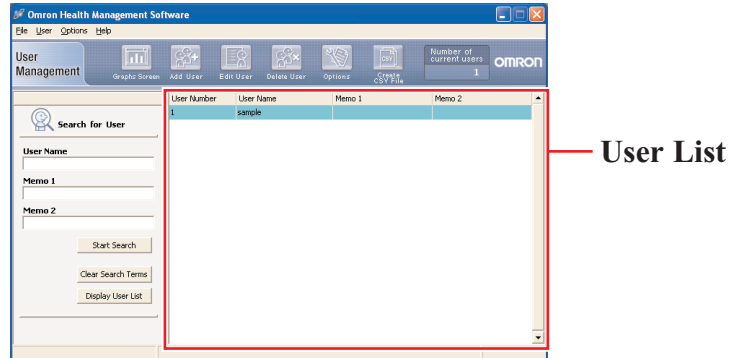 Omron Health Management Software
File User Options Help
User Management
Graphs Screen Add User Edit User Delete User Options Create CSV File
Number of current users
1
OMRON
User Number User Name Memo 1 Memo 2
1 sample
Search for User
User Name
Memo 1
Memo 2
Start Search
Clear Search Terms
Display User List
User List